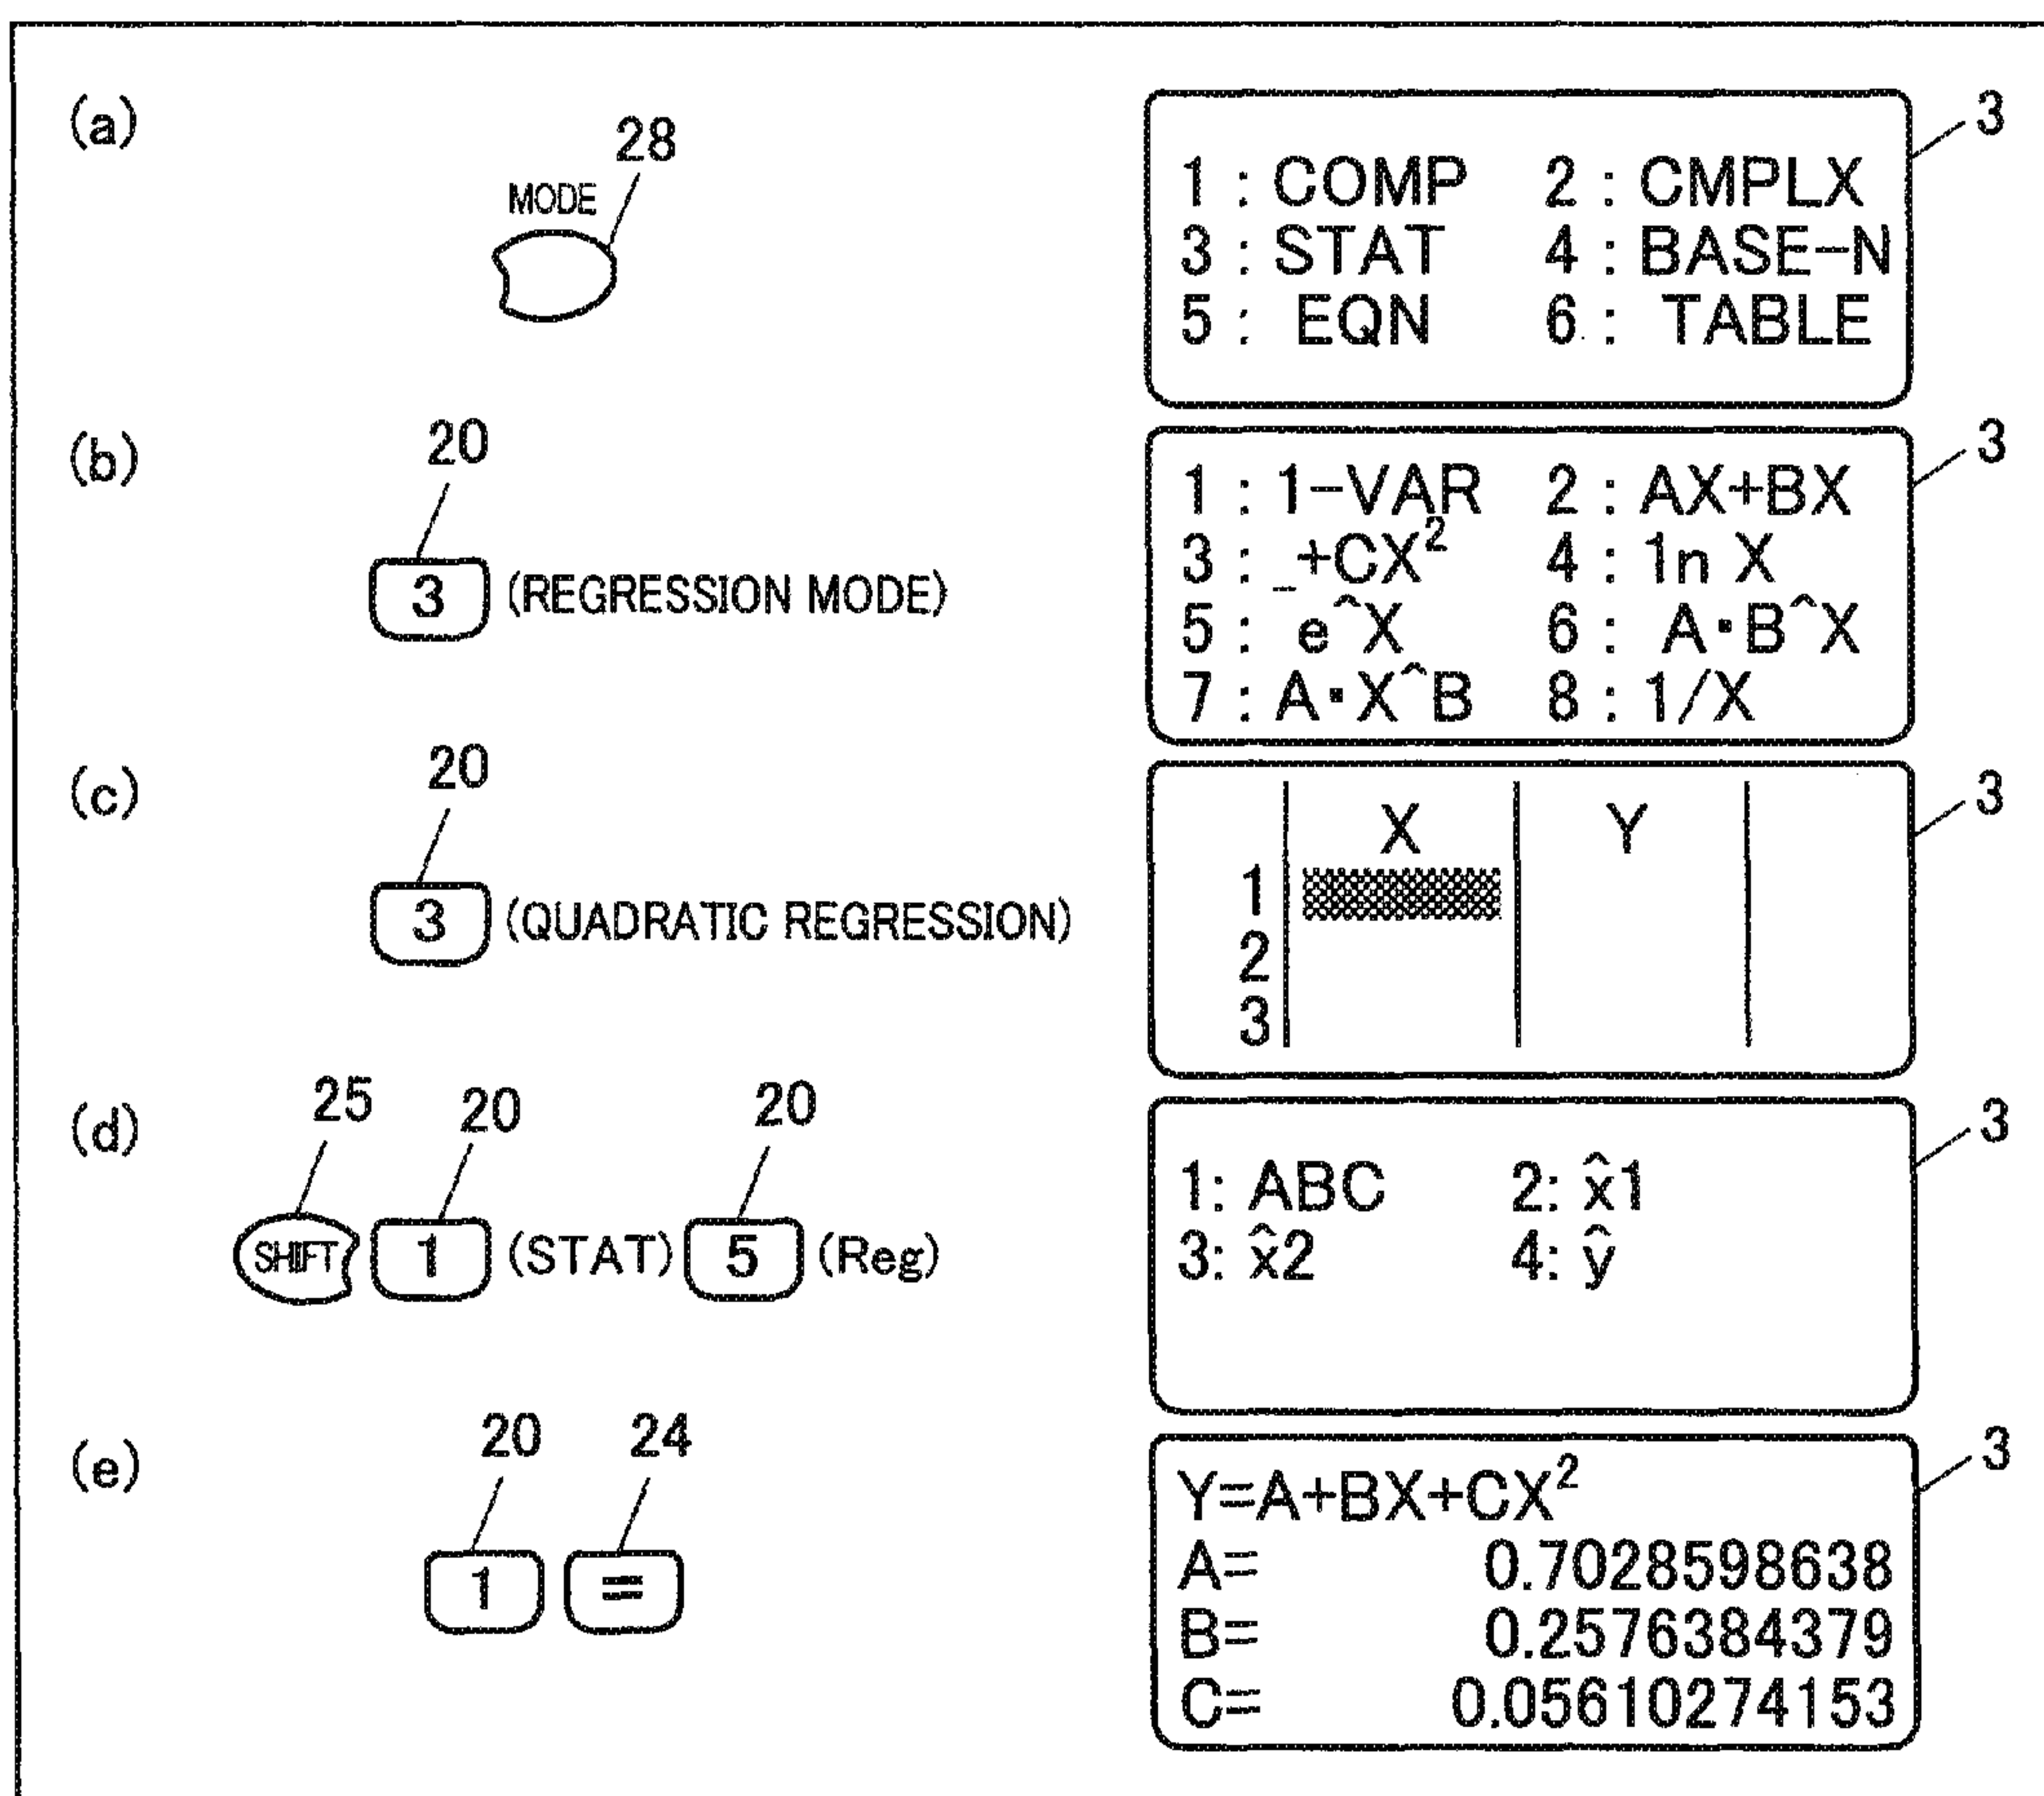 (a)
28
MODE
3
1 : COMP 2 : CMPLX
3 : STAT 4 : BASE-N
5 : EQN 6 : TABLE
(b)
20
3 (REGRESSION MODE)
3
1 : 1-VAR 2 : AX+BX
3 : _+CX² 4 : 1n X
5 : e^X 6 : A·B^X
7 : A·X^B 8 : 1/X
(c)
20
3 (QUADRATIC REGRESSION)
3
X Y
1
2
3
(d)
25 20 20
SHIFT 1 (STAT) 5 (Reg)
3
1: ABC 2: x̂1
3: x̂2 4: ŷ
(e)
20 24
1 =
3
Y=A+BX+CX²
A= 0.7028598638
B= 0.2576384379
C= 0.05610274153